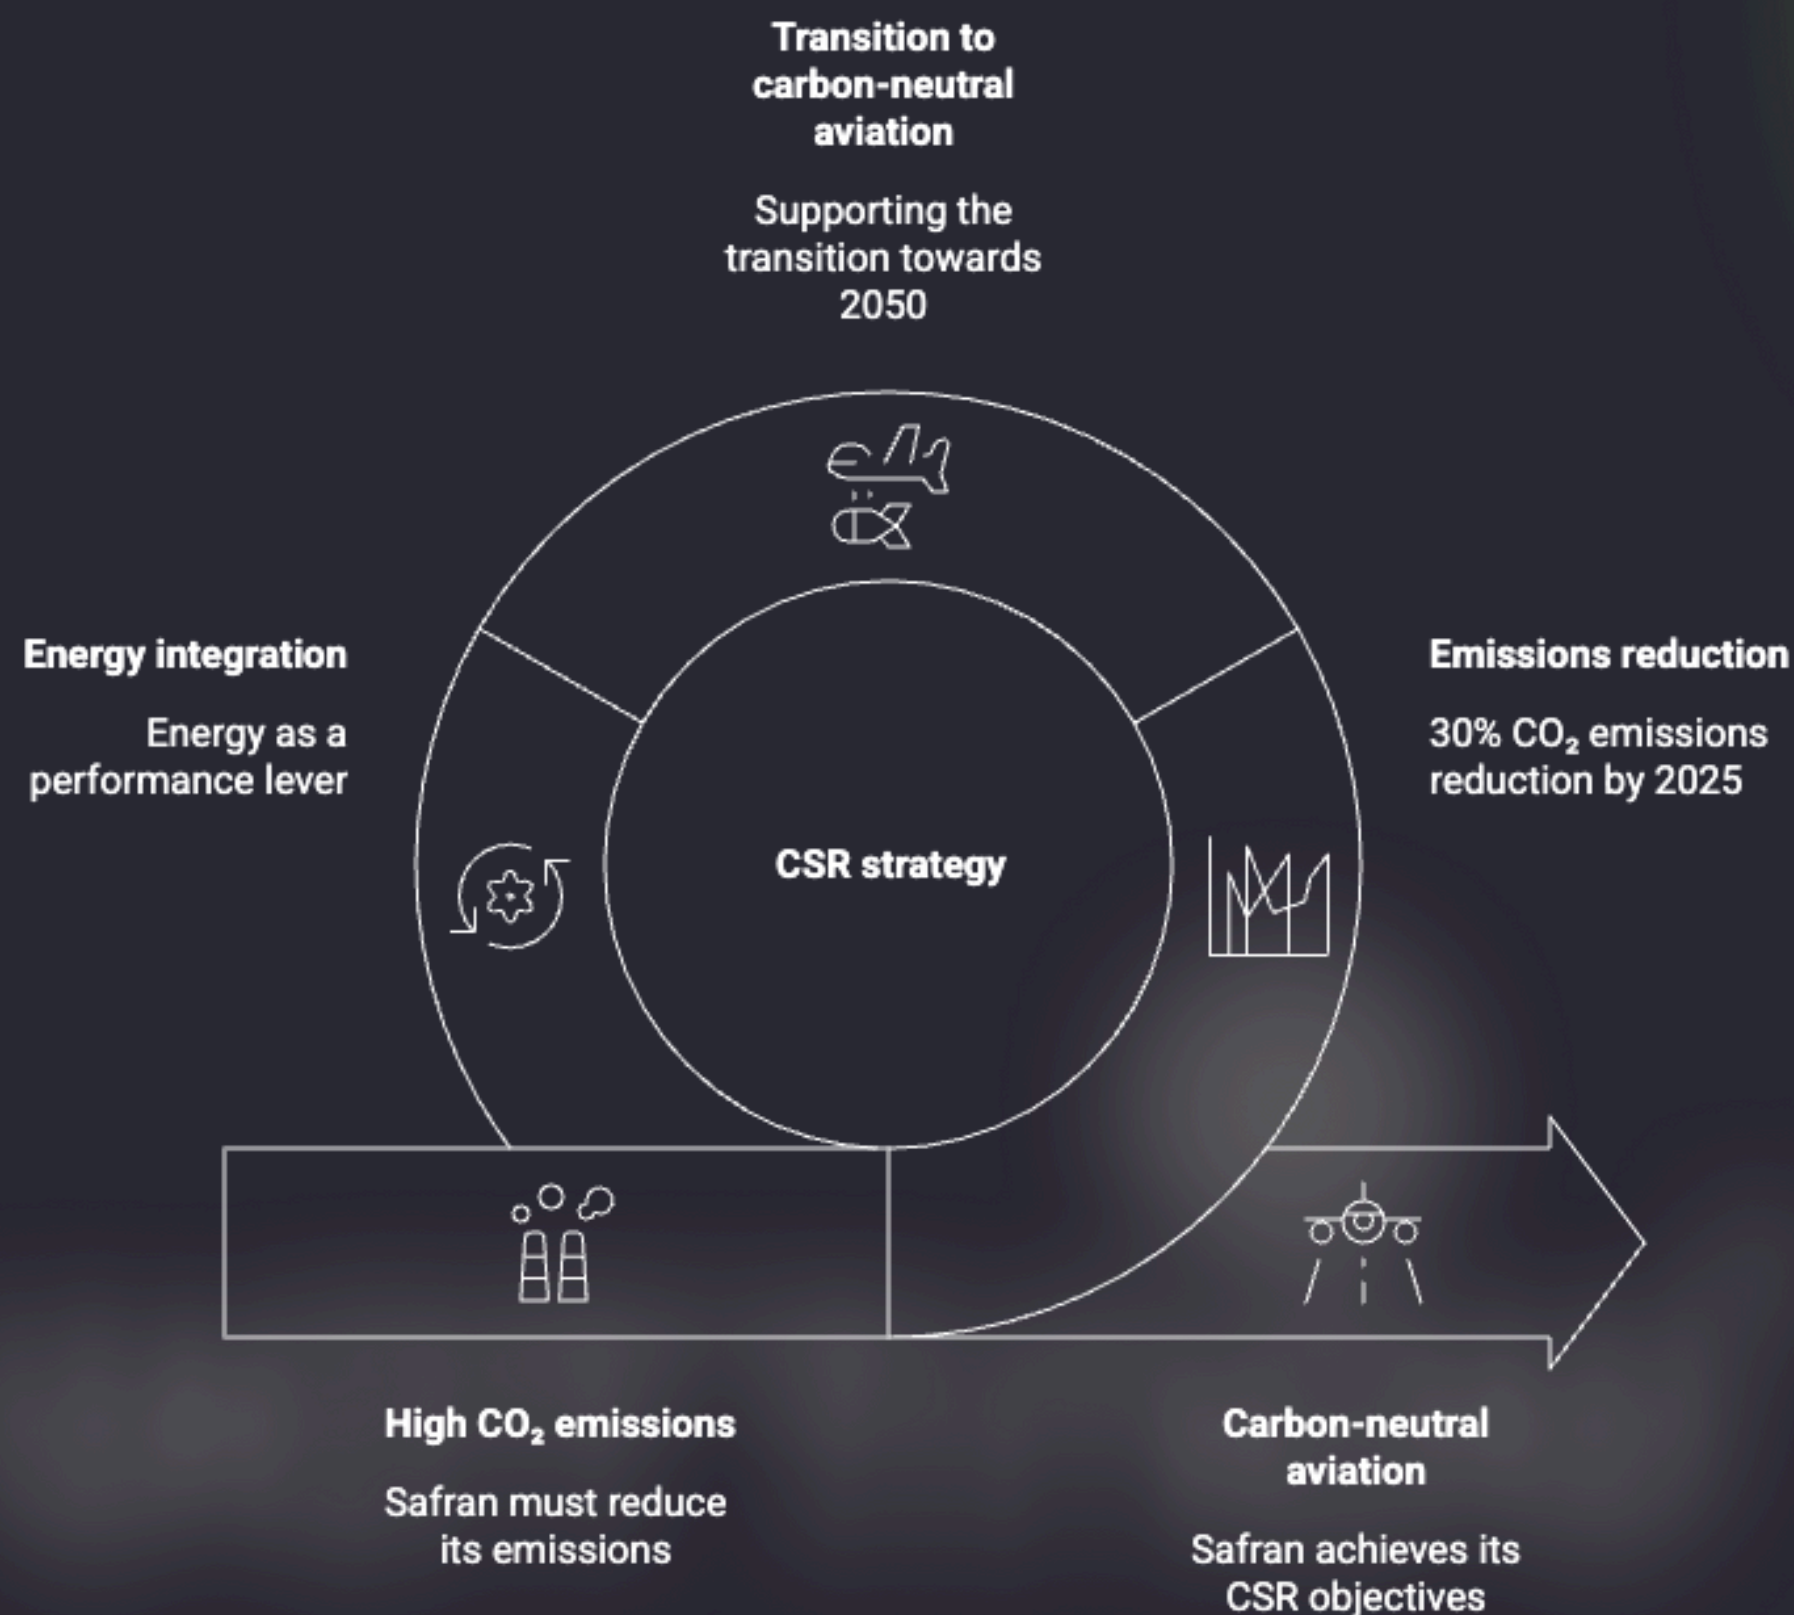 Transition to
carbon-neutral
aviation
Supporting the
transition towards
2050
Energy integration
Energy as a
performance lever
Emissions reduction
30% CO₂ emissions
reduction by 2025
CSR strategy
High CO₂ emissions
Safran must reduce
its emissions
Carbon-neutral
aviation
Safran achieves its
CSR objectives